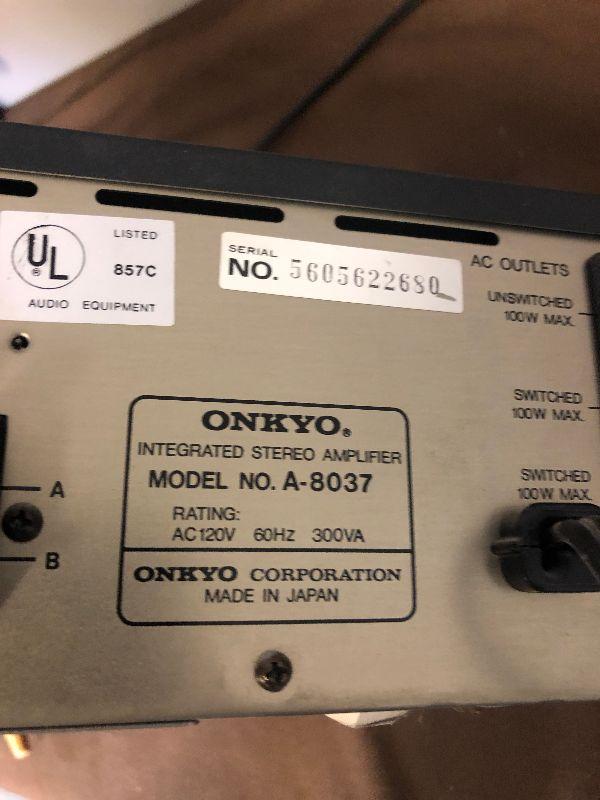 UL®
LISTED
857C
AUDIO EQUIPMENT
SERIAL
NO. 5605622680
AC OUTLETS
UNSWITCHED
100W MAX.
SWITCHED
100W MAX.
SWITCHED
100W MAX.
A
B
ONKYO®
INTEGRATED STEREO AMPLIFIER
MODEL NO. A-8037
RATING:
AC120V 60Hz 300VA
ONKYO CORPORATION
MADE IN JAPAN